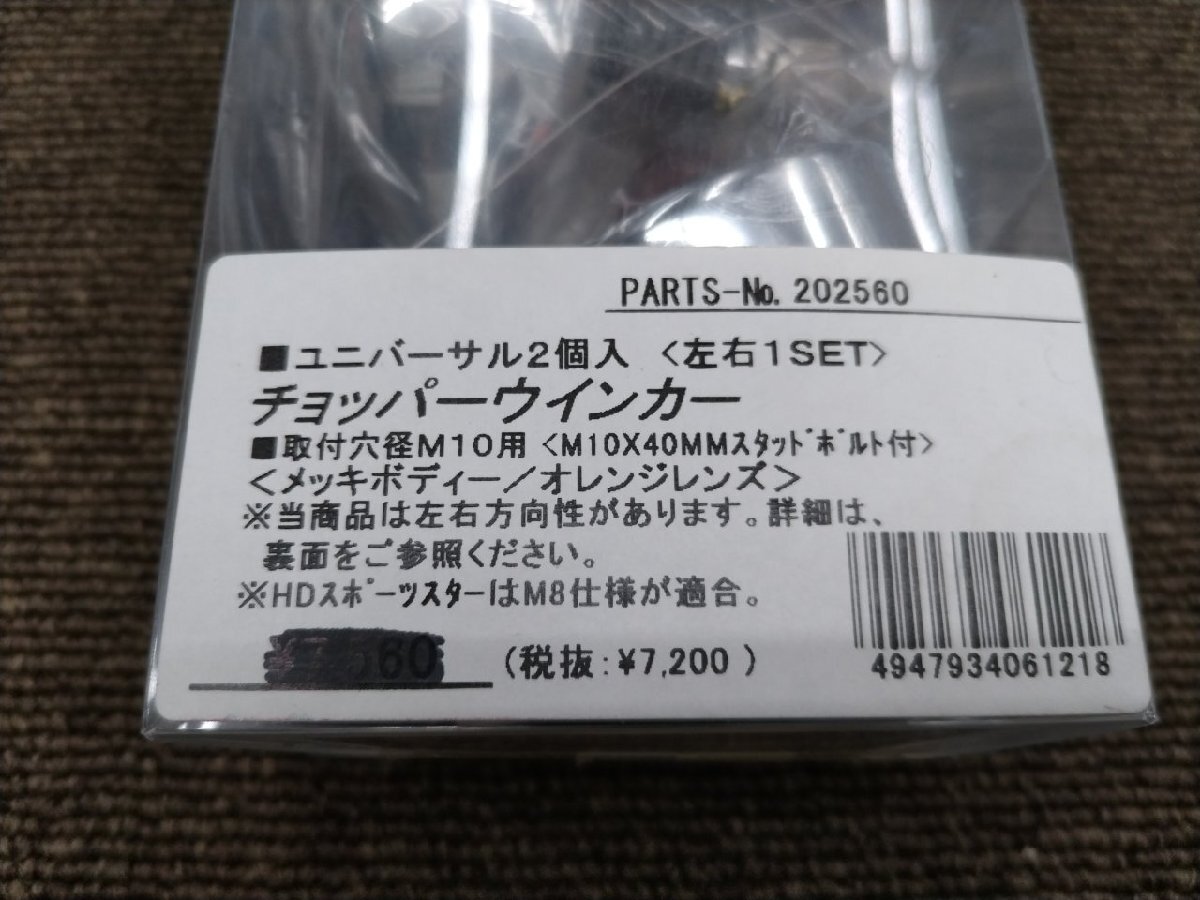 PARTS-No. 202560
■ユニバーサル2個入 <左右1SET>
チョッパーウインカー
■取付穴径M10用 <M10X40MMスタッドボルト付>
<メッキボディー/オレンジレンズ>
※当商品は左右方向性があります。詳細は、
裏面をご参照ください。
※HDスポーツスターはM8仕様が適合。
(税抜:¥7,200 )
4947934061218